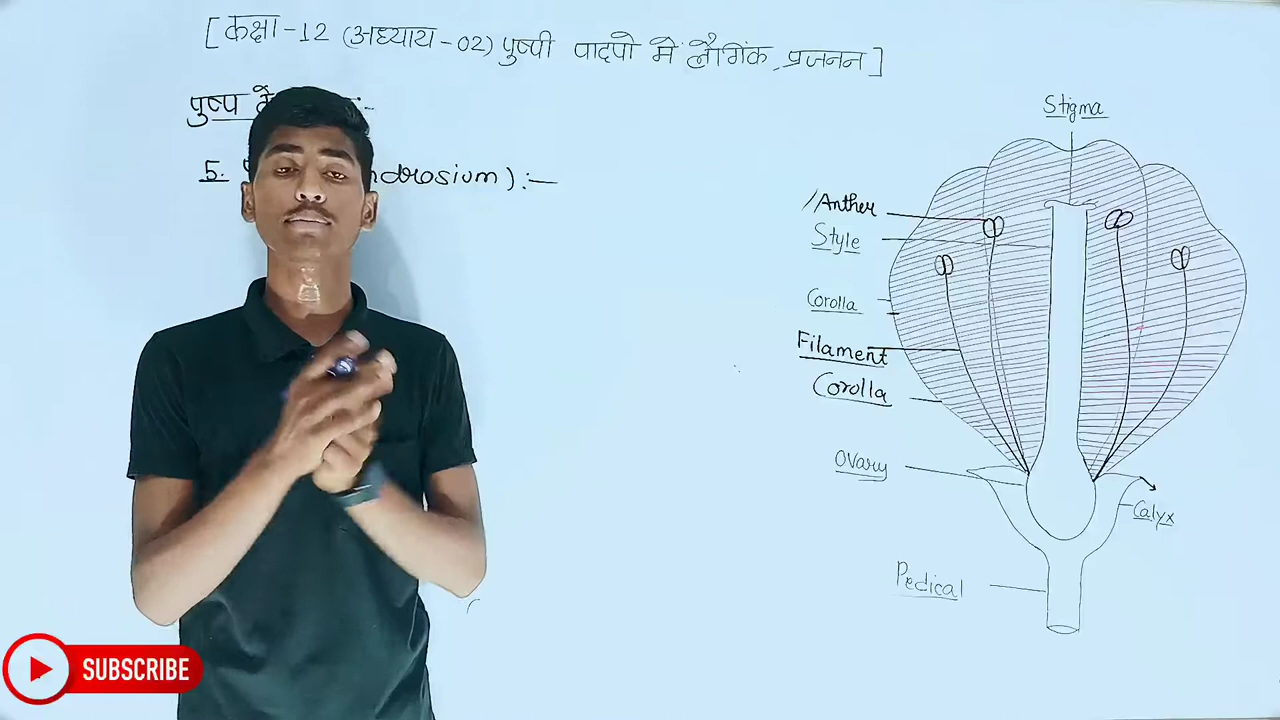 [ कक्षा -12 (अध्याय -02) पुष्पी पादपो में लैगिंक प्रजनन ]
पुष्प
5. ndrosium ) :-
Stigma
Anther
Style
Corolla
Filament
Corolla
Ovary
Calyx
Pedical
SUBSCRIBE